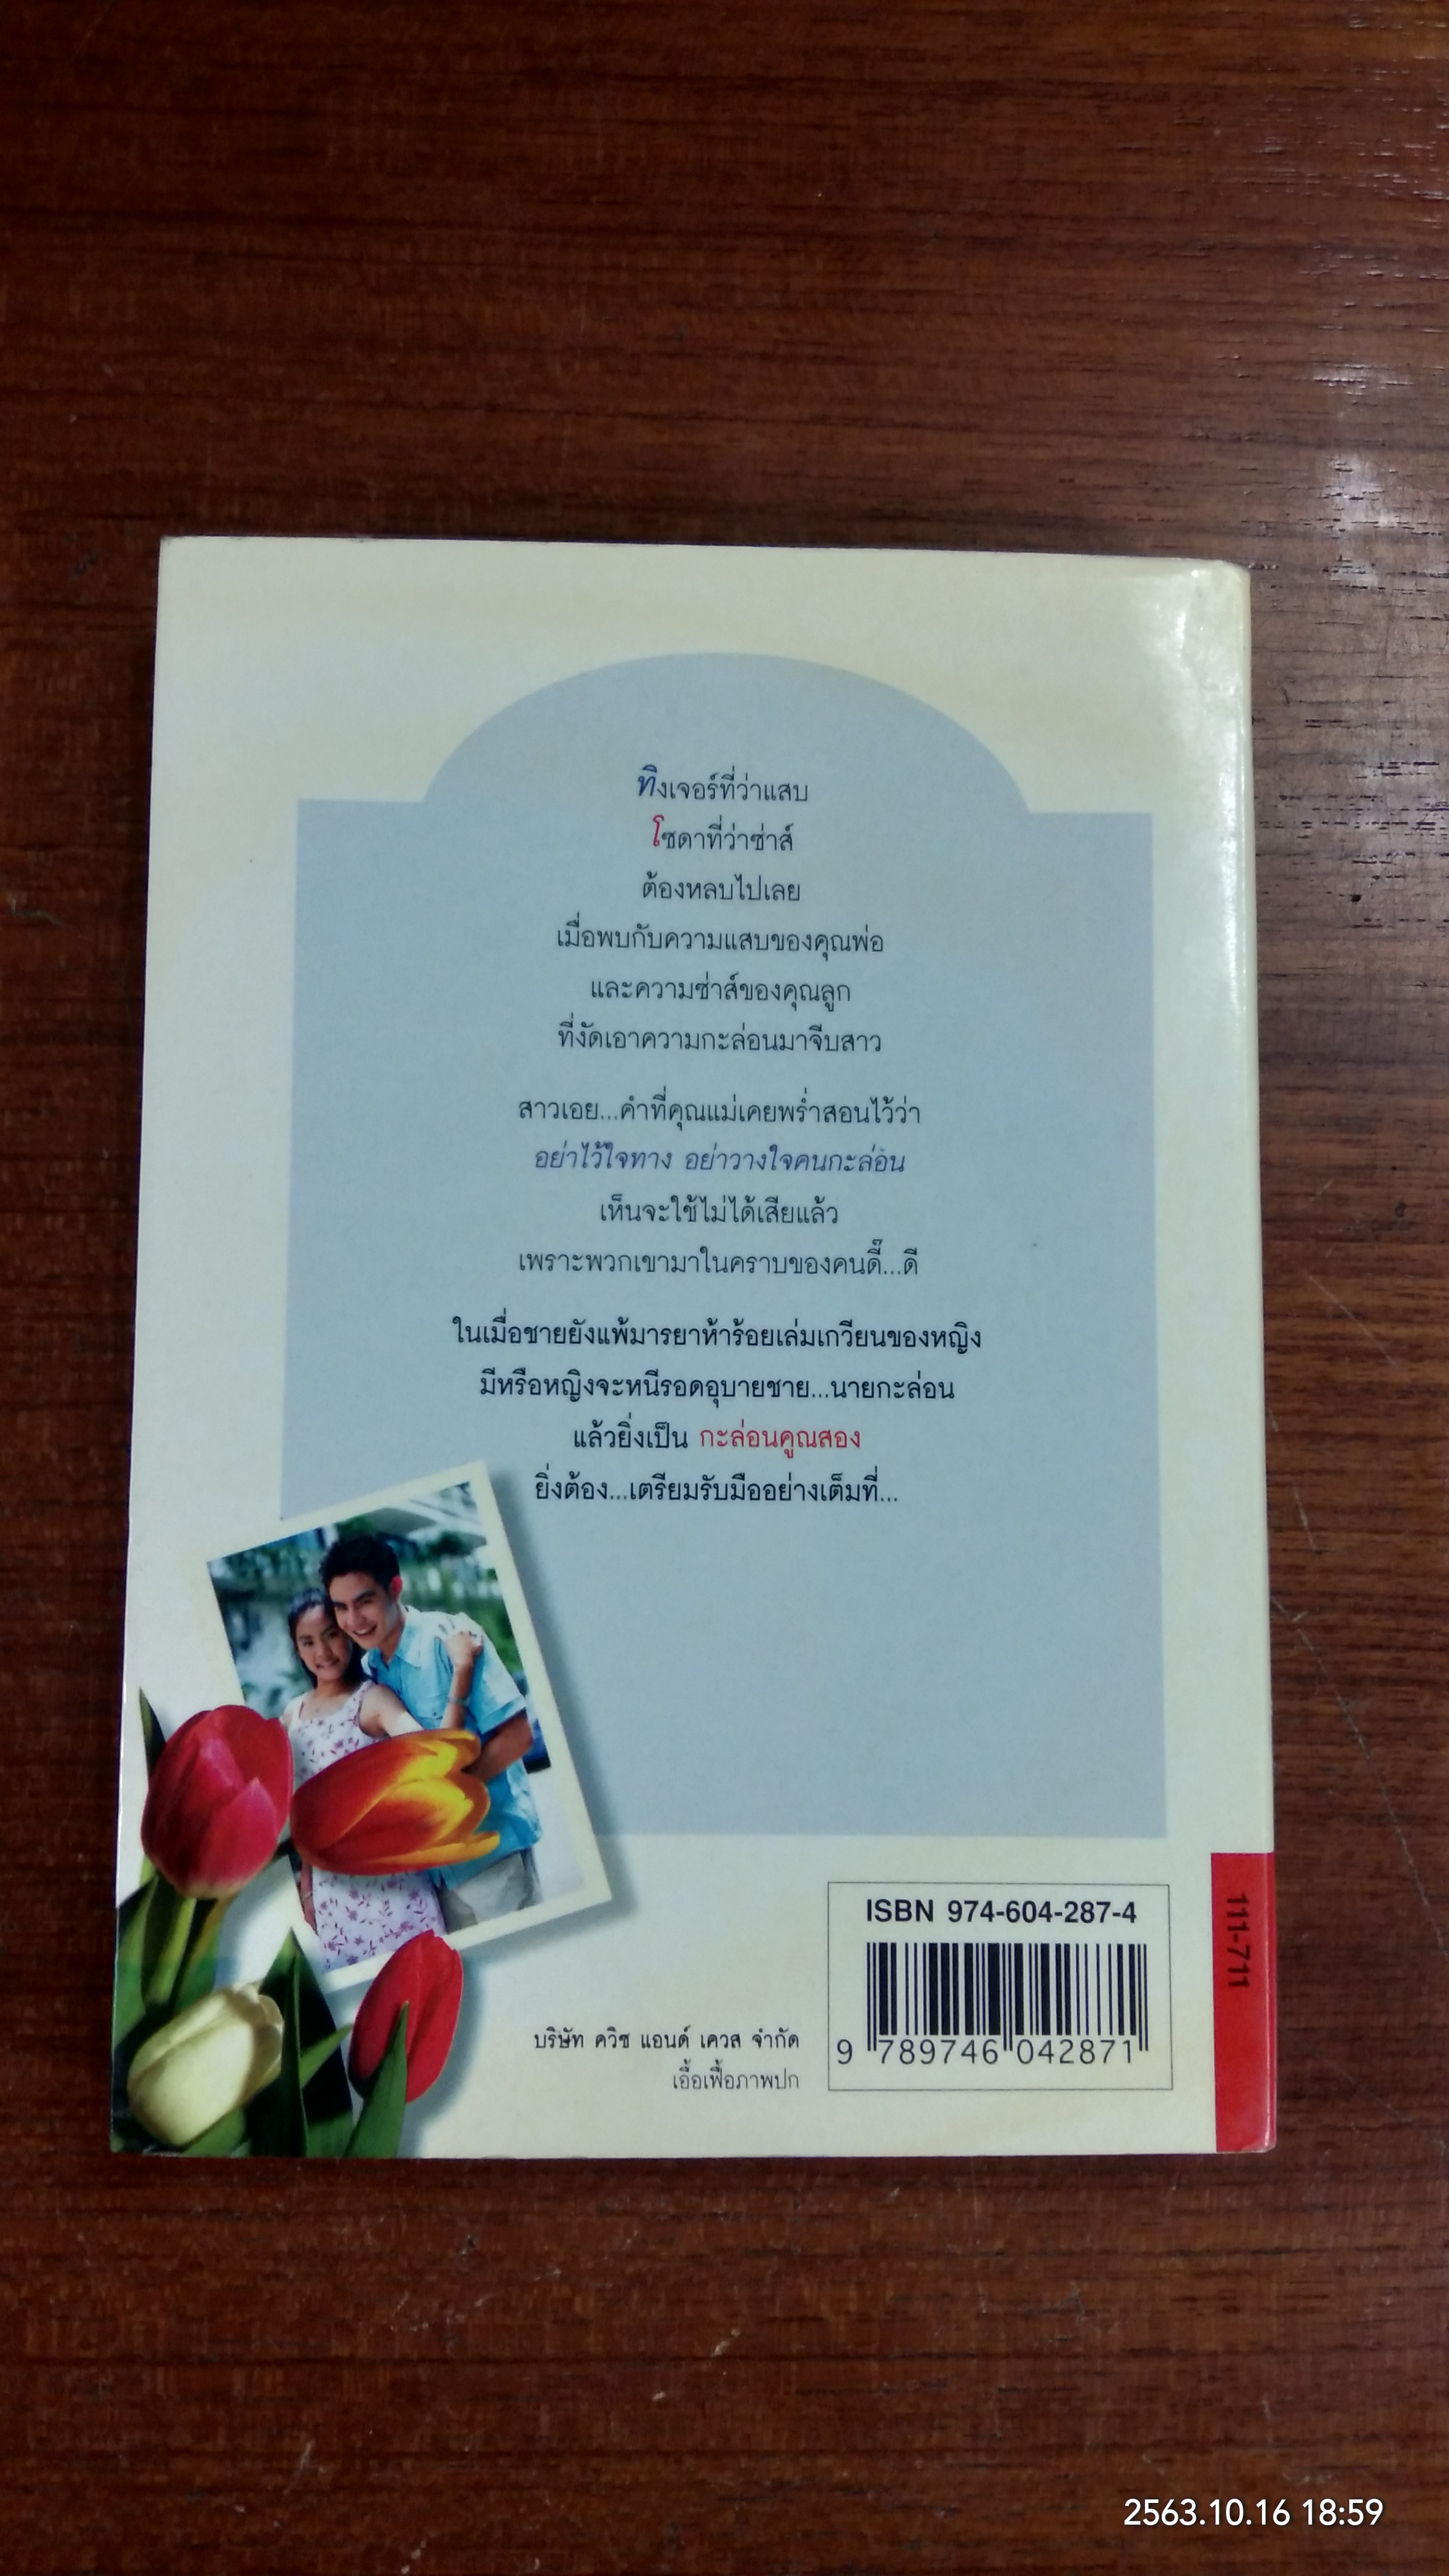 ทิงเจอร์ที่ว่าแสบ
โซดาที่ว่าซ่าส์
ต้องหลบไปเลย
เมื่อพบกับความแสบของคุณพ่อ
และความซ่าส์ของคุณลูก
ที่งัดเอาความกะล่อนมาจีบสาว
สาวเอย...คำที่คุณแม่เคยพร่ำสอนไว้ว่า
อย่าไว้ใจทาง อย่าวางใจคนกะล่อน
เห็นจะใช้ไม่ได้เสียแล้ว
เพราะพวกเขามาในคราบของคนดี๊...ดี
ในเมื่อชายยังแพ้มารยาห้าร้อยเล่มเกวียนของหญิง
มีหรือหญิงจะหนีรอดอุบายชาย...นายกะล่อน
แล้วยิ่งเป็น กะล่อนคูณสอง
ยิ่งต้อง...เตรียมรับมืออย่างเต็มที่...
ISBN 974-604-287-4
9 789746 042871
บริษัท ควิช แอนด์ เควส จำกัด
เอื้อเฟื้อภาพปก
111-711
2563.10.16 18:59